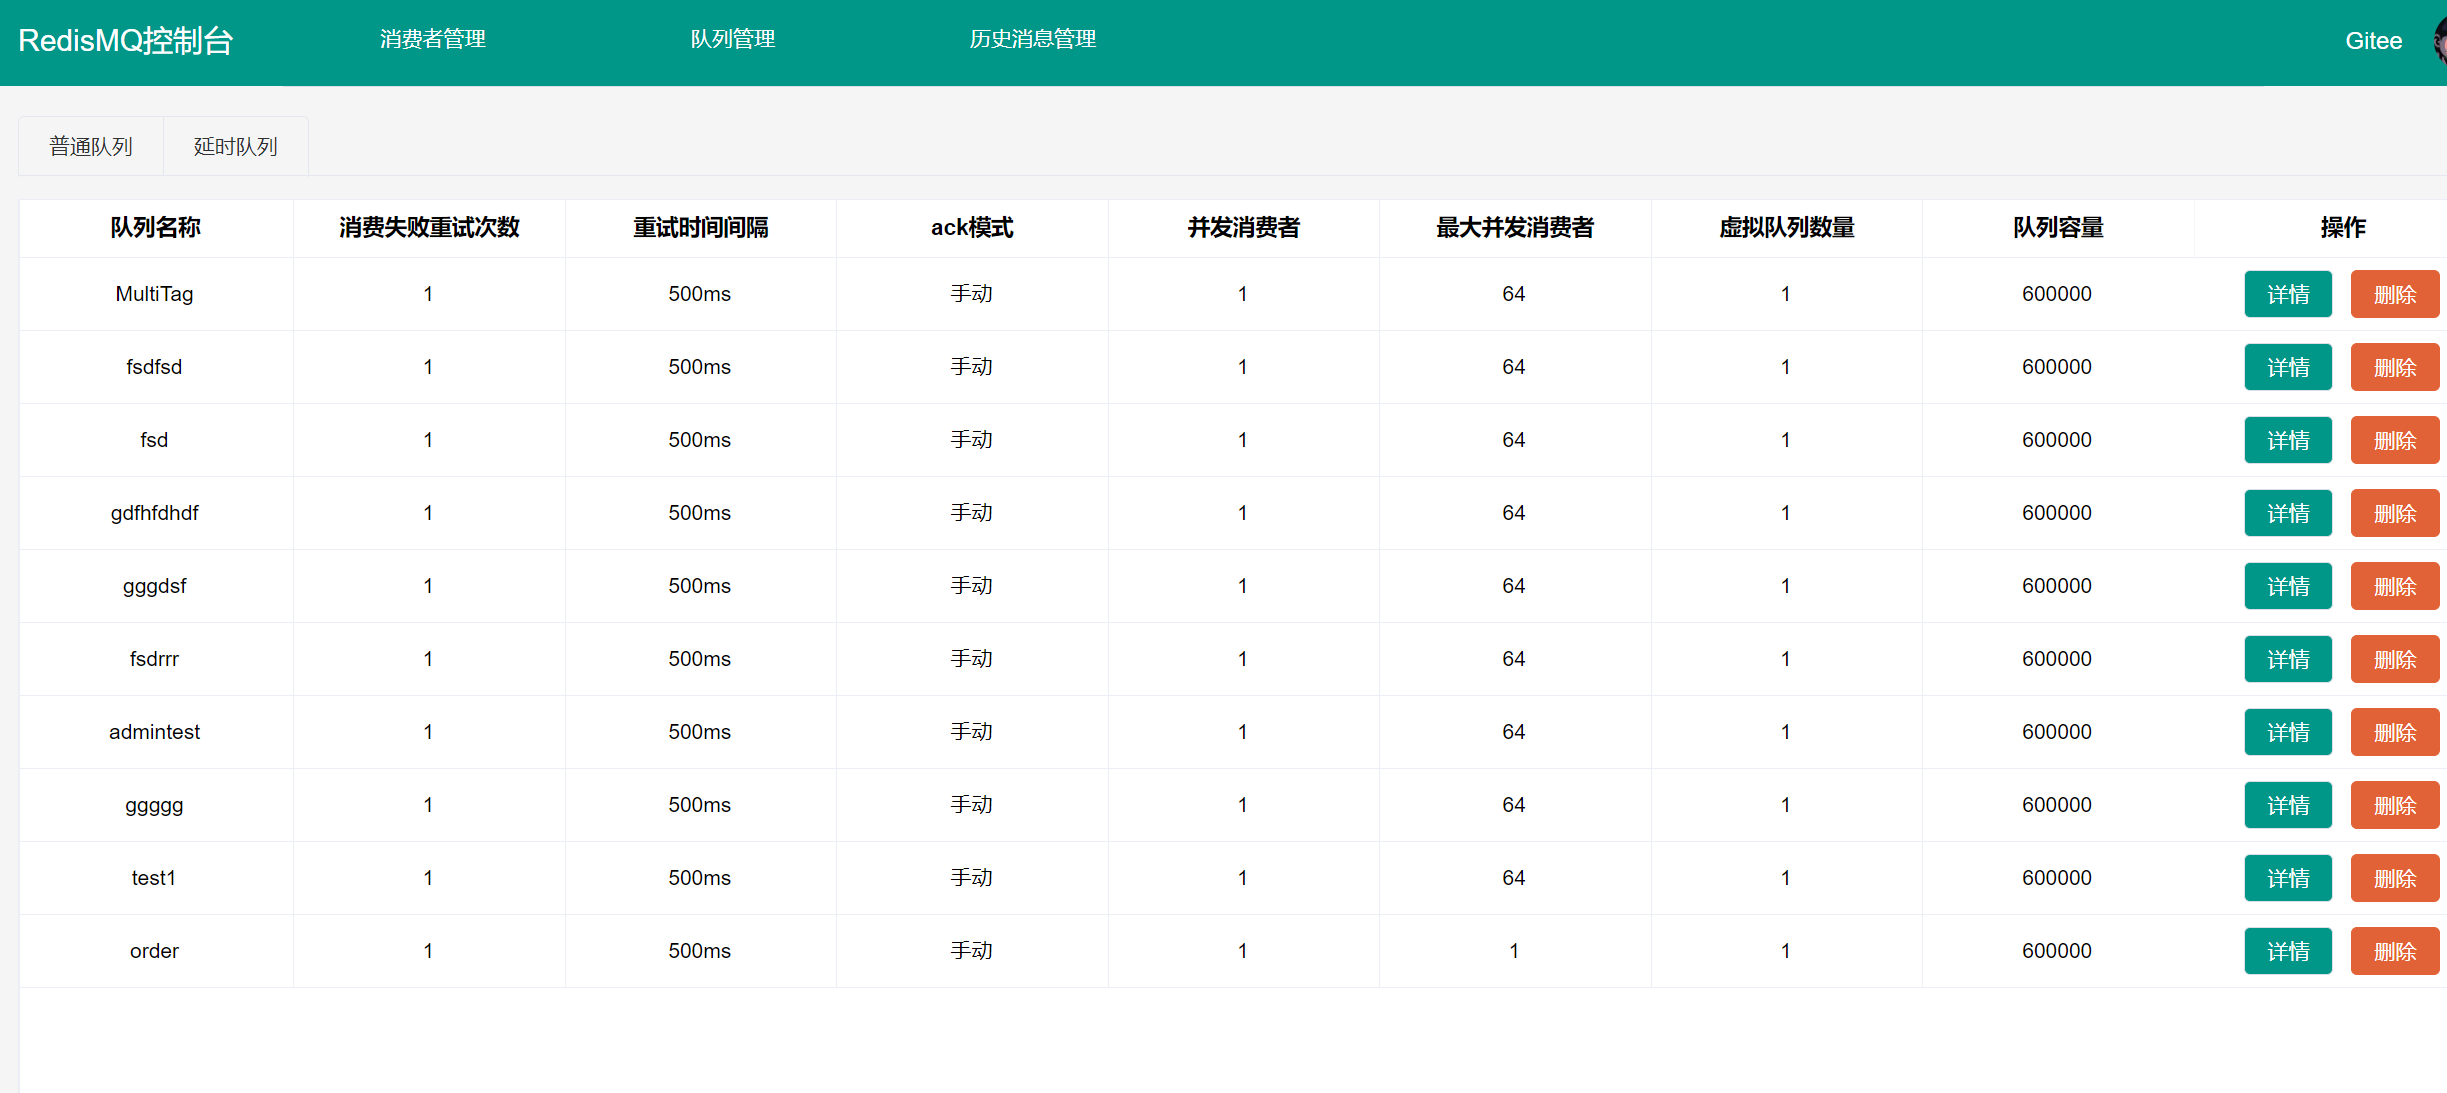 RedisMQ控制台 消费者管理 队列管理 历史消息管理 Gitee
普通队列 延时队列
队列名称 消费失败重试次数 重试时间间隔 ack模式 并发消费者 最大并发消费者 虚拟队列数量 队列容量 操作
MultiTag 1 500ms 手动 1 64 1 600000 详情 删除
fsdfsd 1 500ms 手动 1 64 1 600000 详情 删除
fsd 1 500ms 手动 1 64 1 600000 详情 删除
gdfhfdhdf 1 500ms 手动 1 64 1 600000 详情 删除
gggdsf 1 500ms 手动 1 64 1 600000 详情 删除
fsdrrr 1 500ms 手动 1 64 1 600000 详情 删除
admintest 1 500ms 手动 1 64 1 600000 详情 删除
ggggg 1 500ms 手动 1 64 1 600000 详情 删除
test1 1 500ms 手动 1 64 1 600000 详情 删除
order 1 500ms 手动 1 1 1 600000 详情 删除